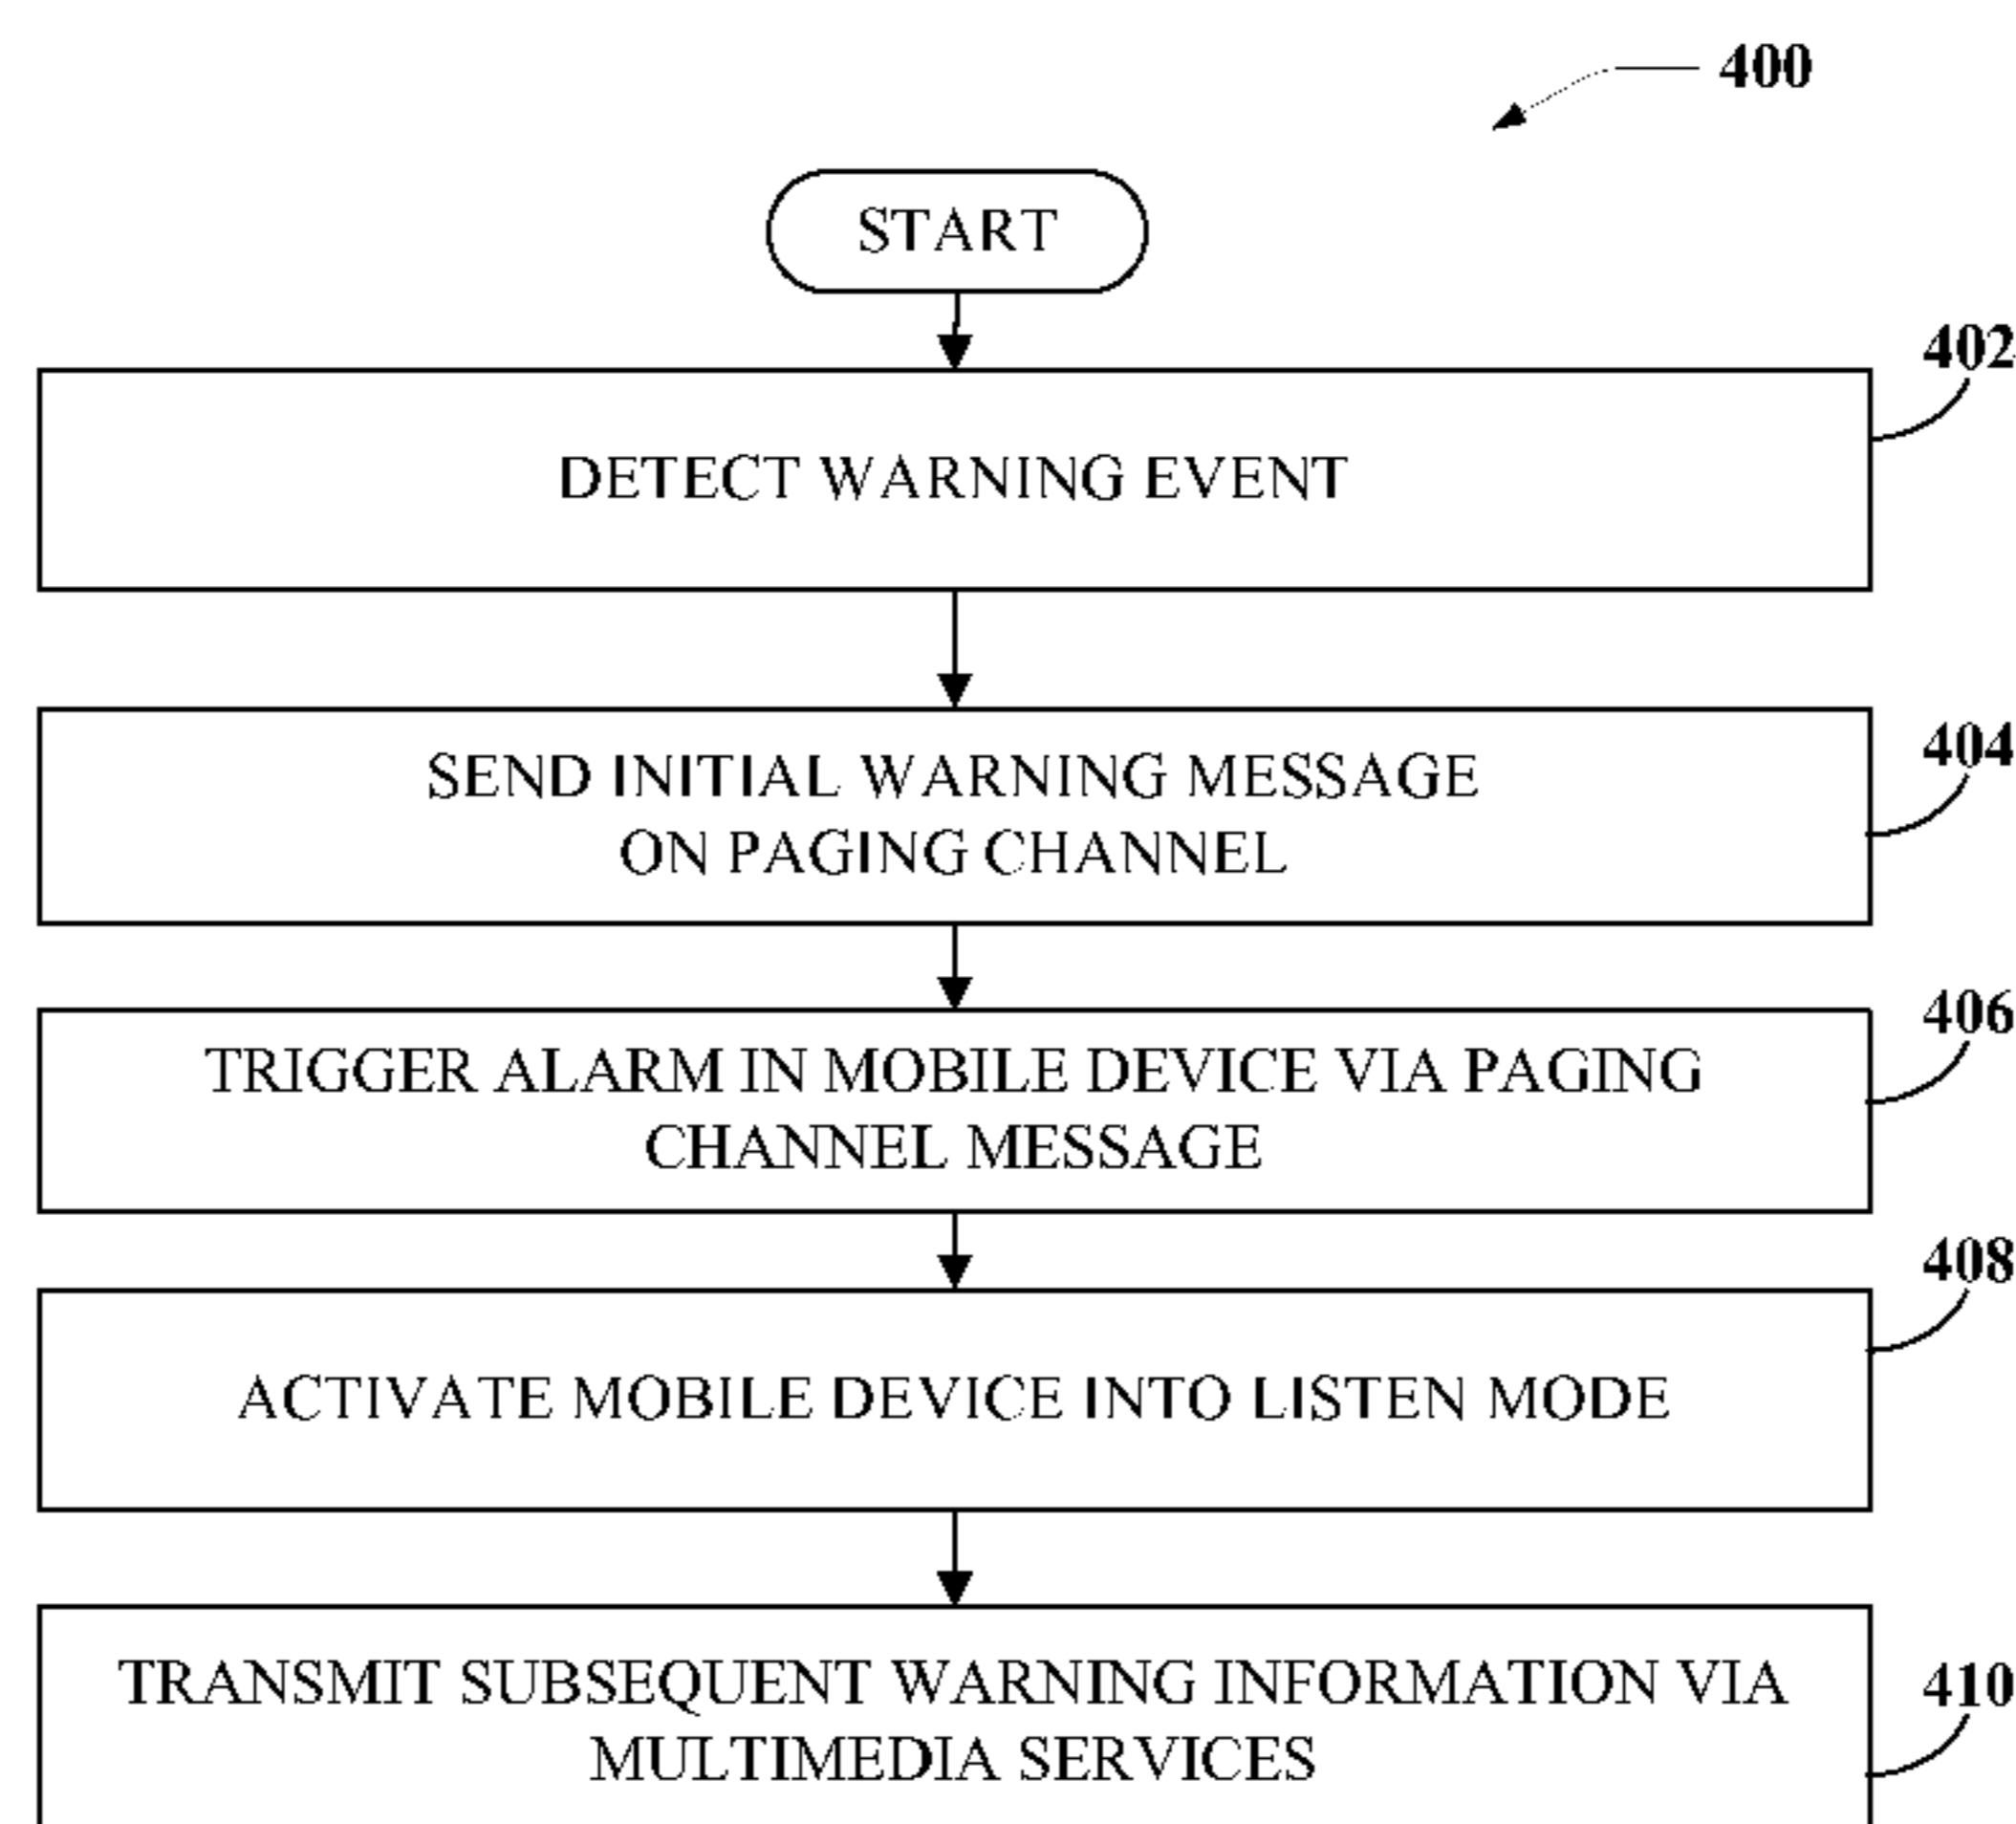 400
START
402
DETECT WARNING EVENT
404
SEND INITIAL WARNING MESSAGE
ON PAGING CHANNEL
406
TRIGGER ALARM IN MOBILE DEVICE VIA PAGING
CHANNEL MESSAGE
408
ACTIVATE MOBILE DEVICE INTO LISTEN MODE
410
TRANSMIT SUBSEQUENT WARNING INFORMATION VIA
MULTIMEDIA SERVICES